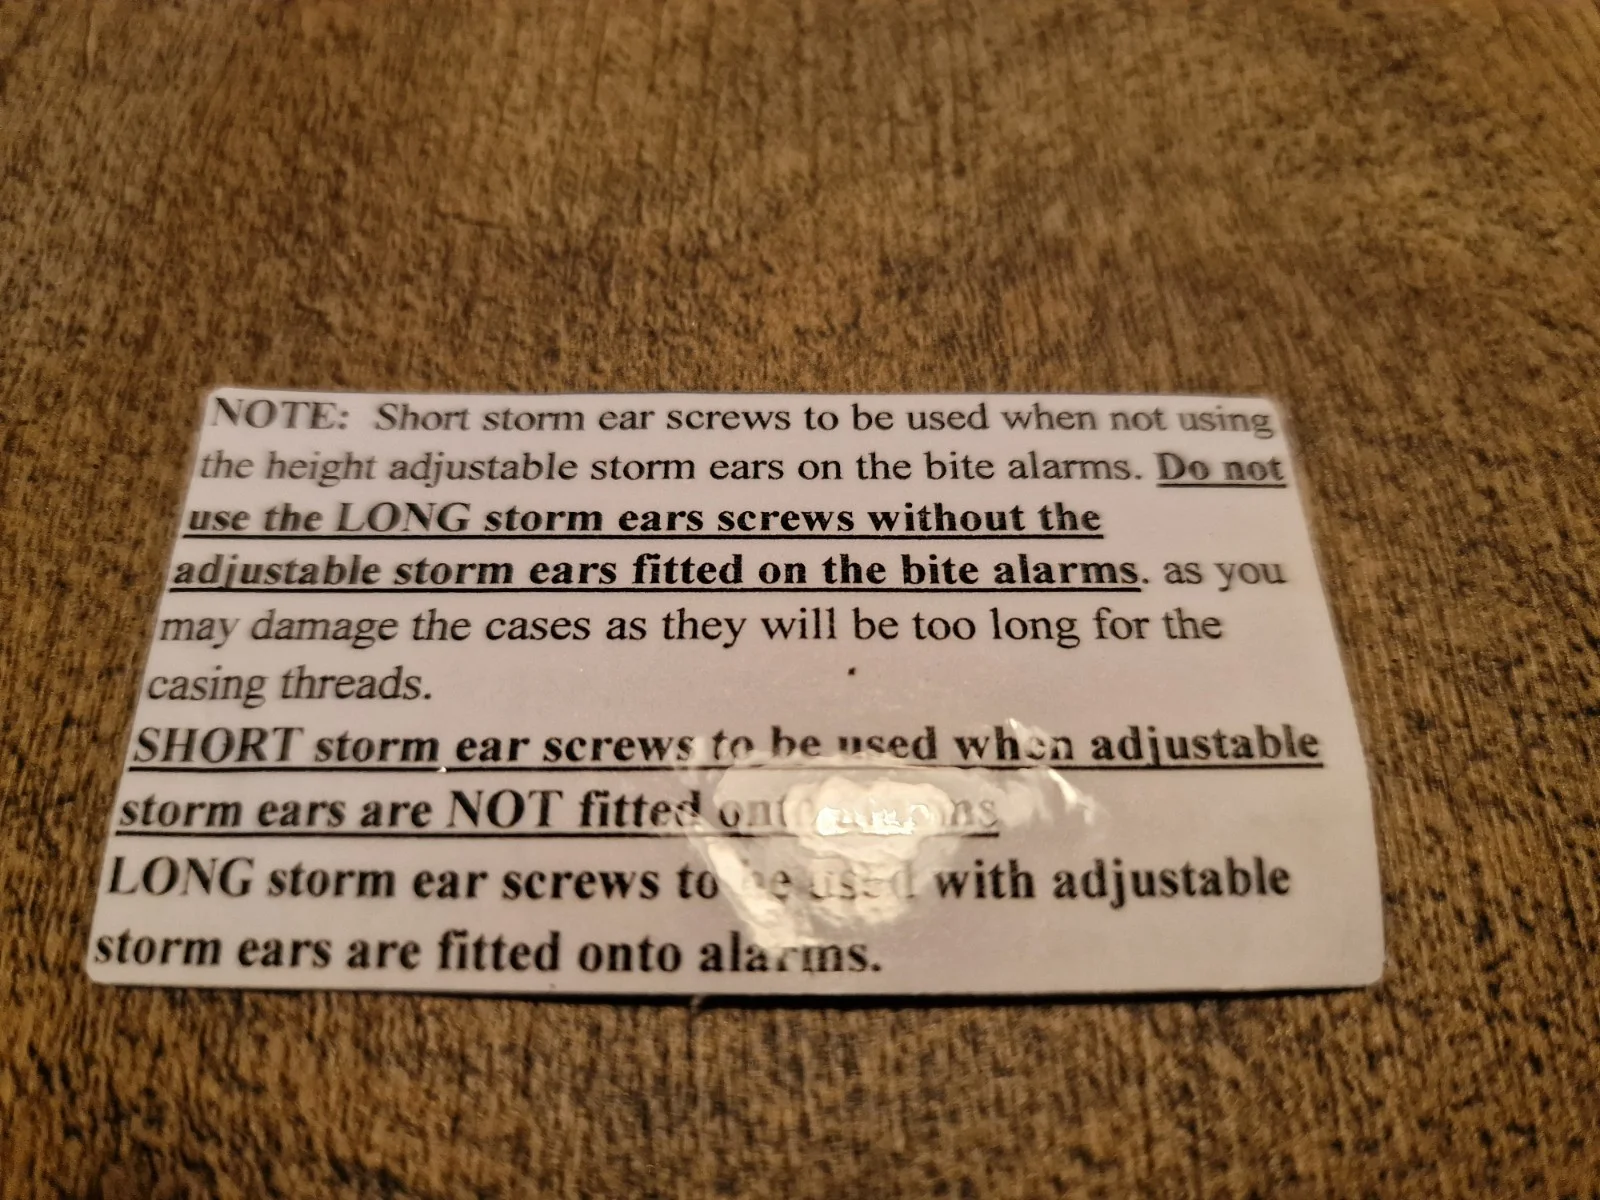 NOTE: Short storm ear screws to be used when not using
the height adjustable storm ears on the bite alarms. Do not
use the LONG storm ears screws without the
adjustable storm ears fitted on the bite alarms. as you
may damage the cases as they will be too long for the
casing threads.
SHORT storm ear screws to be used when adjustable
storm ears are NOT fitted onto
LONG storm ear screws to be used with adjustable
storm ears are fitted onto alarms.